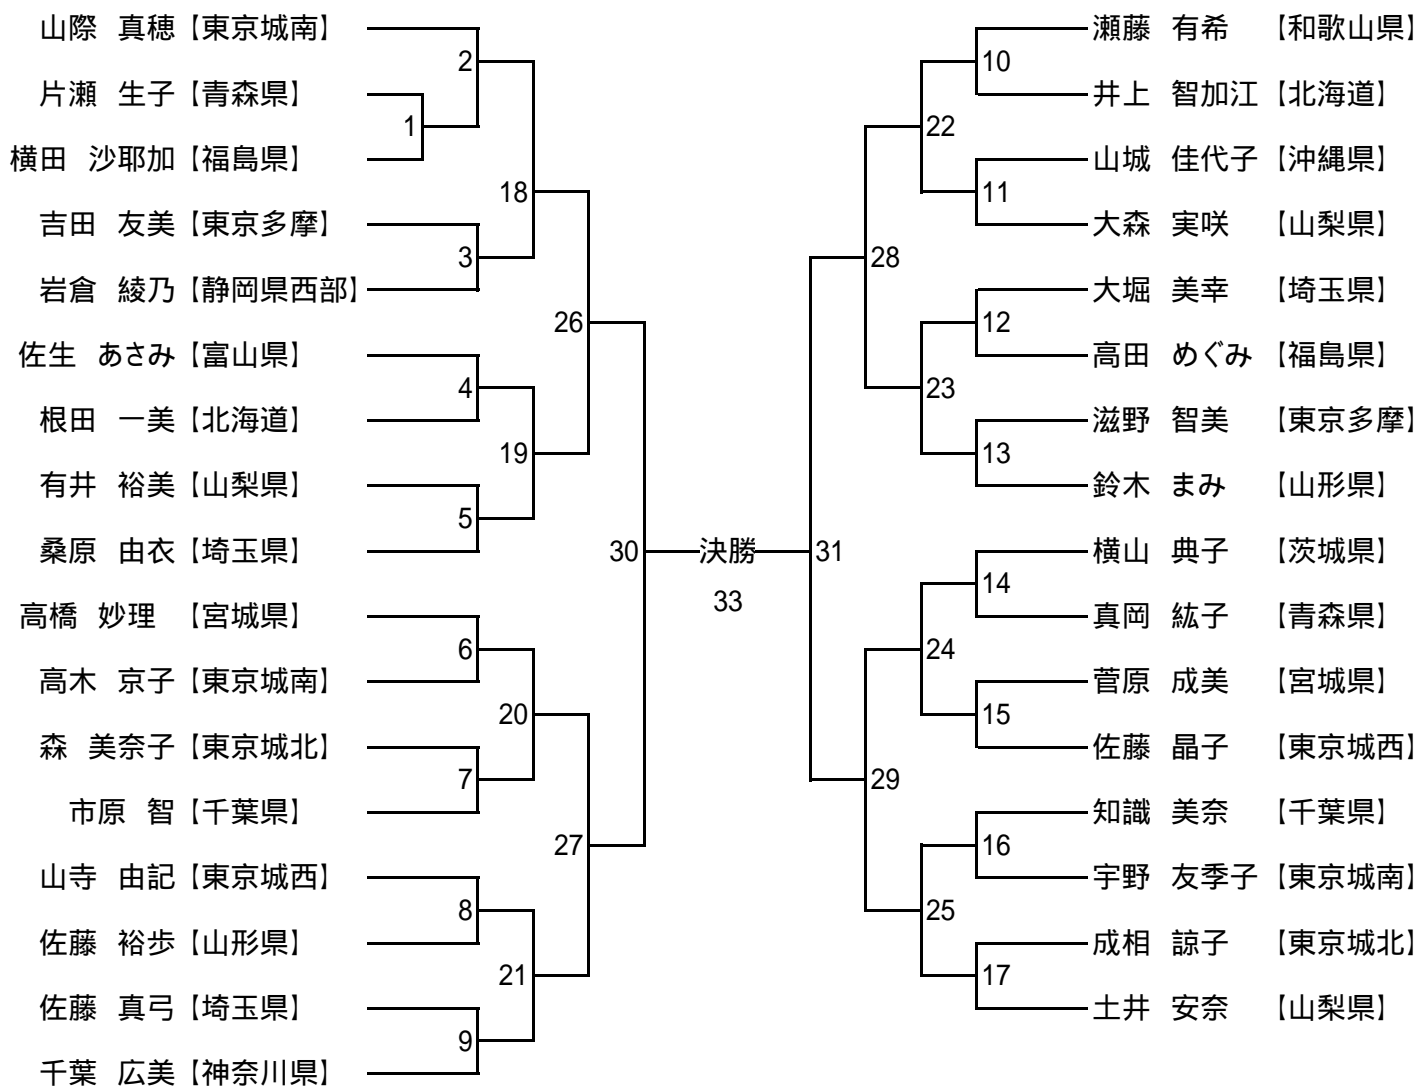 山際 真穂【東京城南】
2
片瀬 生子【青森県】
1
横田 沙耶加【福島県】
18
吉田 友美【東京多摩】
3
岩倉 綾乃【静岡県西部】
26
佐生 あさみ【富山県】
4
根田 一美【北海道】
19
有井 裕美【山梨県】
5
桑原 由衣【埼玉県】
30
高橋 妙理 【宮城県】
6
高木 京子【東京城南】
20
森 美奈子【東京城北】
7
市原 智【千葉県】
27
山寺 由記【東京城西】
8
佐藤 裕歩【山形県】
21
佐藤 真弓【埼玉県】
9
千葉 広美【神奈川県】
決勝
33
瀬藤 有希 【和歌山県】
10
井上 智加江【北海道】
22
山城 佳代子【沖縄県】
11
大森 実咲 【山梨県】
28
大堀 美幸 【埼玉県】
12
高田 めぐみ【福島県】
23
滋野 智美 【東京多摩】
13
鈴木 まみ 【山形県】
31
横山 典子 【茨城県】
14
真岡 紘子 【青森県】
24
菅原 成美 【宮城県】
15
佐藤 晶子 【東京城西】
29
知識 美奈 【千葉県】
16
宇野 友季子【東京城南】
25
成相 諒子 【東京城北】
17
土井 安奈 【山梨県】